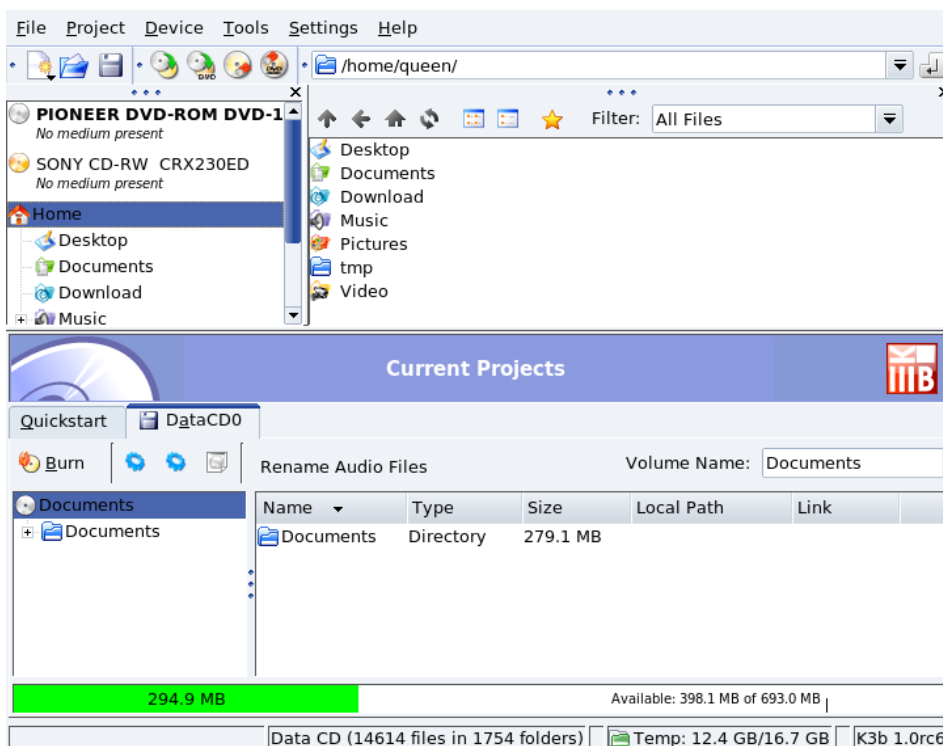 File Project Device Tools Settings Help
DVD /home/queen/
PIONEER DVD-ROM DVD-1
No medium present
SONY CD-RW CRX230ED
No medium present
Home
Desktop
Documents
Download
Music
Filter: All Files
Desktop
Documents
Download
Music
Pictures
tmp
Video
Current Projects
K B
Quickstart DataCD0
Burn Rename Audio Files Volume Name: Documents
Documents
Documents
Name Type Size Local Path Link
Documents Directory 279.1 MB
294.9 MB Available: 398.1 MB of 693.0 MB
Data CD (14614 files in 1754 folders) Temp: 12.4 GB/16.7 GB K3b 1.0rc6